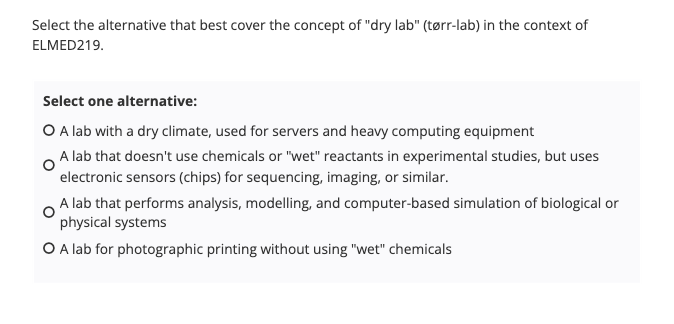 Select the alternative that best cover the concept of "dry lab" (tørr-lab) in the context of
ELMED219.
Select one alternative:
A lab with a dry climate, used for servers and heavy computing equipment
A lab that doesn't use chemicals or "wet" reactants in experimental studies, but uses
electronic sensors (chips) for sequencing, imaging, or similar.
A lab that performs analysis, modelling, and computer-based simulation of biological or
physical systems
A lab for photographic printing without using "wet" chemicals